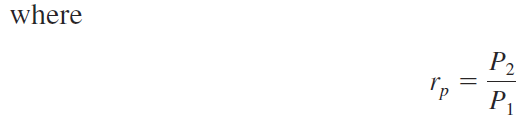 where
r_p = P_2/P_1